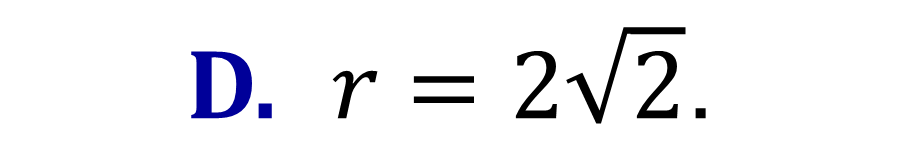 D. r = 2√2.